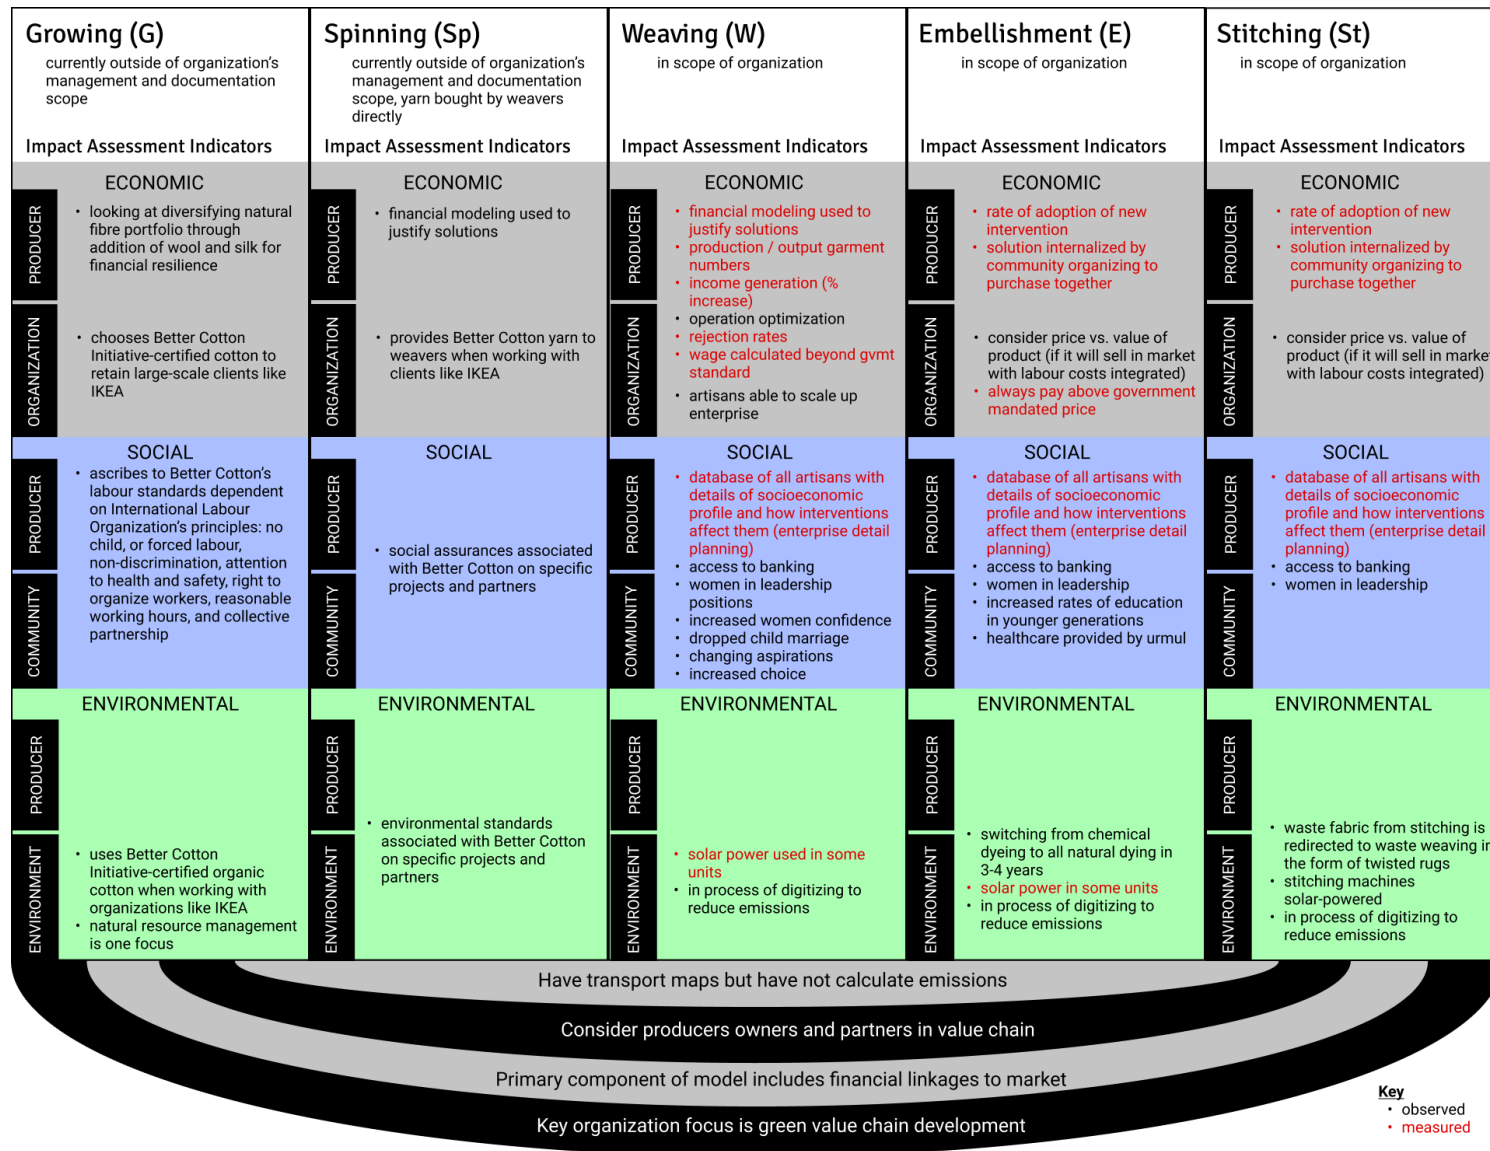 Growing (G)
currently outside of organization's
management and documentation
scope
Impact Assessment Indicators
ECONOMIC
PRODUCER
• looking at diversifying natural
fibre portfolio through
addition of wool and silk for
financial resilience
ORGANIZATION
• chooses Better Cotton
Initiative-certified cotton to
retain large-scale clients like
IKEA
SOCIAL
PRODUCER
COMMUNITY
• ascribes to Better Cotton's
labour standards dependent
on International Labour
Organization's principles: no
child, or forced labour,
non-discrimination, attention
to health and safety, right to
organize workers, reasonable
working hours, and collective
partnership
ENVIRONMENTAL
PRODUCER
ENVIRONMENT
• uses Better Cotton
Initiative-certified organic
cotton when working with
organizations like IKEA
• natural resource management
is one focus
Spinning (Sp)
currently outside of organization's
management and documentation
scope, yarn bought by weavers
directly
Impact Assessment Indicators
ECONOMIC
PRODUCER
• financial modeling used to
justify solutions
ORGANIZATION
• provides Better Cotton yarn to
weavers when working with
clients like IKEA
SOCIAL
PRODUCER
COMMUNITY
• social assurances associated
with Better Cotton on specific
projects and partners
ENVIRONMENTAL
PRODUCER
ENVIRONMENT
• environmental standards
associated with Better Cotton
on specific projects and
partners
Weaving (W)
in scope of organization
Impact Assessment Indicators
ECONOMIC
PRODUCER
ORGANIZATION
• financial modeling used to
justify solutions
• production / output garment
numbers
• income generation (%
increase)
• operation optimization
• rejection rates
• wage calculated beyond gvmt
standard
• artisans able to scale up
enterprise
SOCIAL
PRODUCER
COMMUNITY
• database of all artisans with
details of socioeconomic
profile and how interventions
affect them (enterprise detail
planning)
• access to banking
• women in leadership
positions
• increased women confidence
• dropped child marriage
• changing aspirations
• increased choice
ENVIRONMENTAL
PRODUCER
ENVIRONMENT
• solar power used in some
units
• in process of digitizing to
reduce emissions
Embellishment (E)
in scope of organization
Impact Assessment Indicators
ECONOMIC
PRODUCER
• rate of adoption of new
intervention
• solution internalized by
community organizing to
purchase together
ORGANIZATION
• consider price vs. value of
product (if it will sell in market
with labour costs integrated)
• always pay above government
mandated price
SOCIAL
PRODUCER
COMMUNITY
• database of all artisans with
details of socioeconomic
profile and how interventions
affect them (enterprise detail
planning)
• access to banking
• women in leadership
• increased rates of education
in younger generations
• healthcare provided by urmul
ENVIRONMENTAL
PRODUCER
ENVIRONMENT
• switching from chemical
dyeing to all natural dying in
3-4 years
• solar power in some units
• in process of digitizing to
reduce emissions
Stitching (St)
in scope of organization
Impact Assessment Indicators
ECONOMIC
PRODUCER
• rate of adoption of new
intervention
• solution internalized by
community organizing to
purchase together
ORGANIZATION
• consider price vs. value of
product (if it will sell in market
with labour costs integrated)
SOCIAL
PRODUCER
COMMUNITY
• database of all artisans with
details of socioeconomic
profile and how interventions
affect them (enterprise detail
planning)
• access to banking
• women in leadership
ENVIRONMENTAL
PRODUCER
ENVIRONMENT
• waste fabric from stitching is
redirected to waste weaving in
the form of twisted rugs
• stitching machines
solar-powered
• in process of digitizing to
reduce emissions
Have transport maps but have not calculate emissions
Consider producers owners and partners in value chain
Primary component of model includes financial linkages to market
Key organization focus is green value chain development
Key
• observed
• measured